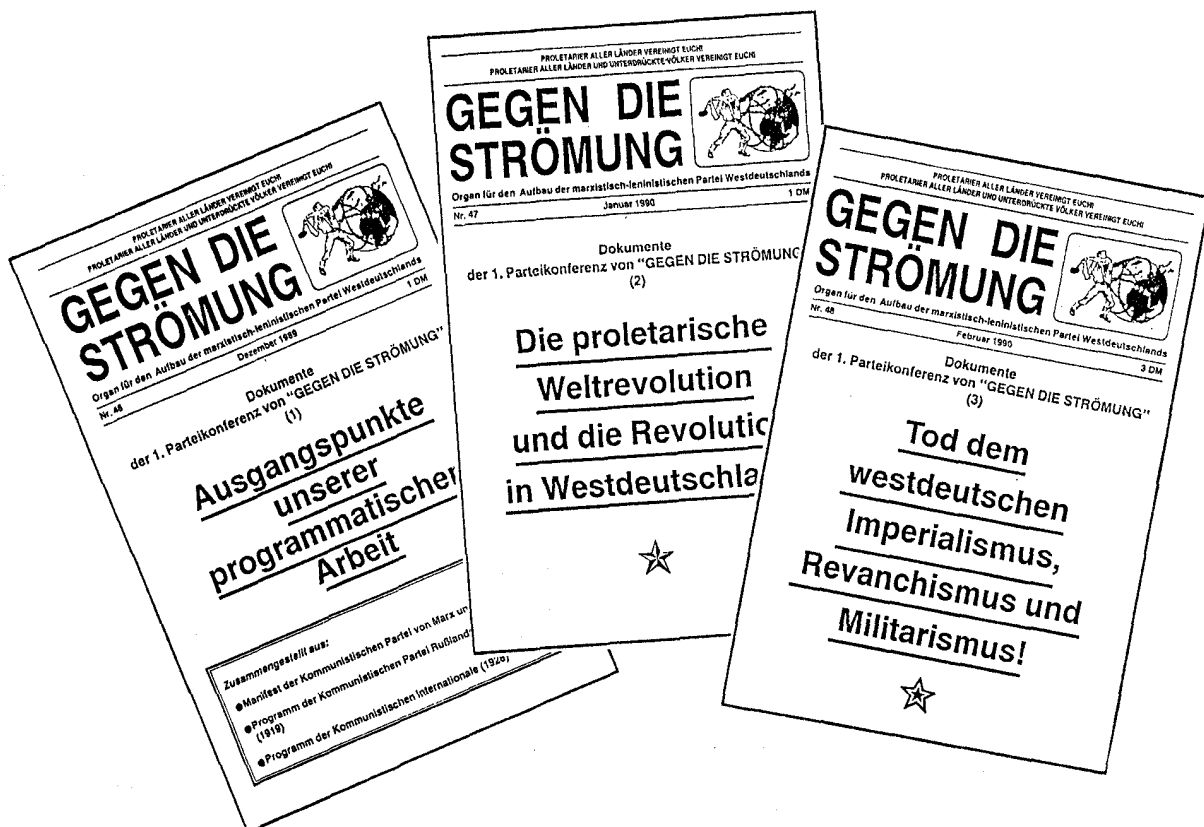 PROLETARIER ALLER LÄNDER VEREINIGT EUCH!
PROLETARIER ALLER LÄNDER UND UNTERDRÜCKTE VÖLKER VEREINIGT EUCH!
GEGEN DIE
STRÖMUNG
Organ für den Aufbau der marxistisch-leninistischen Partei Westdeutschlands
Nr. 46 Dezember 1989 1 DM
Dokumente
der 1. Parteikonferenz von "GEGEN DIE STRÖMUNG"
(1)
Ausgangspunkte
unserer
programmatischen
Arbeit
Zusammengestellt aus:
●Manifest der Kommunistischen Partei von Marx un
●Programm der Kommunistischen Partei Rußland
(1919)
●Programm der Kommunistischen Internationale (1928)
PROLETARIER ALLER LÄNDER VEREINIGT EUCH!
PROLETARIER ALLER LÄNDER UND UNTERDRÜCKTE VÖLKER VEREINIGT EUCH!
GEGEN DIE
STRÖMUNG
Organ für den Aufbau der marxistisch-leninistischen Partei Westdeutschlands
Nr. 47 Januar 1990 1 DM
Dokumente
der 1. Parteikonferenz von "GEGEN DIE STRÖMUNG
(2)
Die proletarische
Weltrevolution
und die Revolutio
in Westdeutschla
PROLETARIER ALLER LÄNDER VEREINIGT EUCH!
PROLETARIER ALLER LÄNDER UND UNTERDRÜCKTE VÖLKER VEREINIGT EUCH!
GEGEN DIE
STRÖMUNG
Organ für den Aufbau der marxistisch-leninistischen Partei Westdeutschlands
Nr. 48 Februar 1990 3 DM
Dokumente
der 1. Parteikonferenz von "GEGEN DIE STRÖMUNG"
(3)
Tod dem
westdeutschen
Imperialismus,
Revanchismus und
Militarismus!